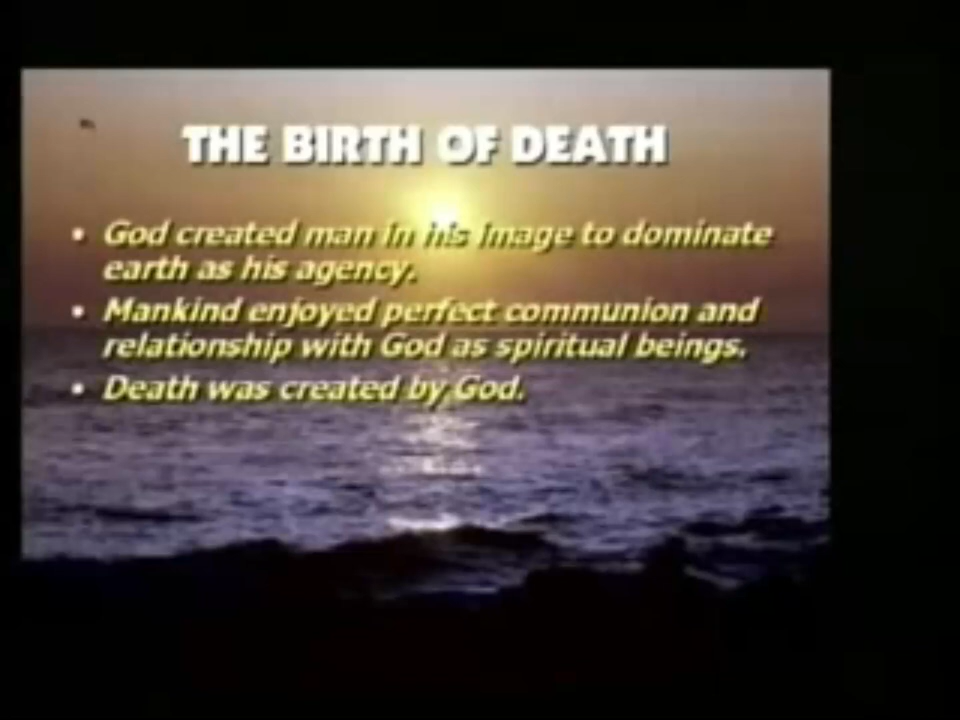 THE BIRTH OF DEATH
• God created man in his image to dominate
earth as his agency.
• Mankind enjoyed perfect communion and
relationship with God as spiritual beings.
• Death was created by God.